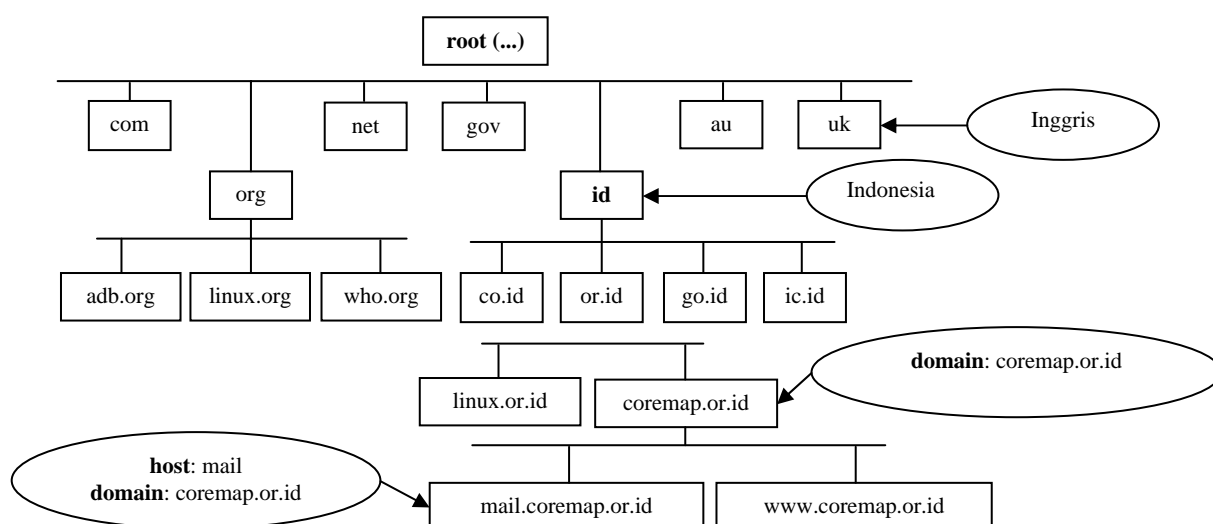 root (...)
com
net
gov
au
uk
Inggris
org
id
Indonesia
adb.org
linux.org
who.org
co.id
or.id
go.id
ic.id
linux.or.id
coremap.or.id
domain: coremap.or.id
host: mail
domain: coremap.or.id
mail.coremap.or.id
www.coremap.or.id